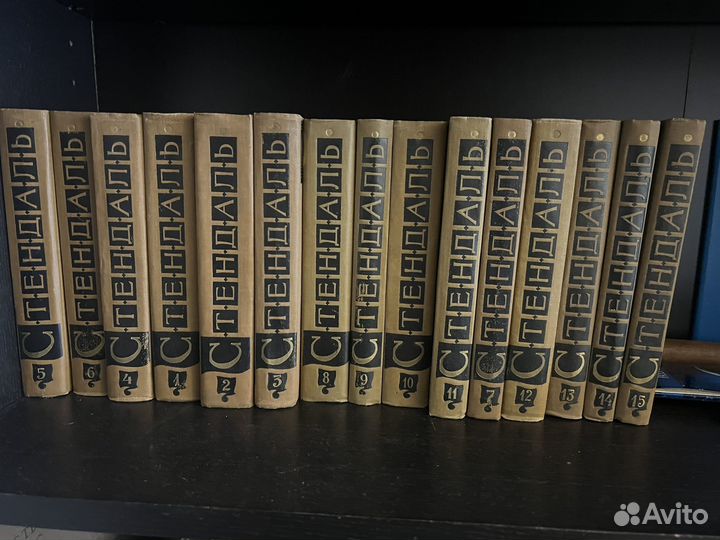 СТЕНДАЛЬ 5
СТЕНДАЛЬ 6
СТЕНДАЛЬ 4
СТЕНДАЛЬ 1
СТЕНДАЛЬ 2
СТЕНДАЛЬ 3
СТЕНДАЛЬ 8
СТЕНДАЛЬ 9
СТЕНДАЛЬ 10
СТЕНДАЛЬ 11
СТЕНДАЛЬ 7
СТЕНДАЛЬ 12
СТЕНДАЛЬ 13
СТЕНДАЛЬ 14
СТЕНДАЛЬ 15
Avito